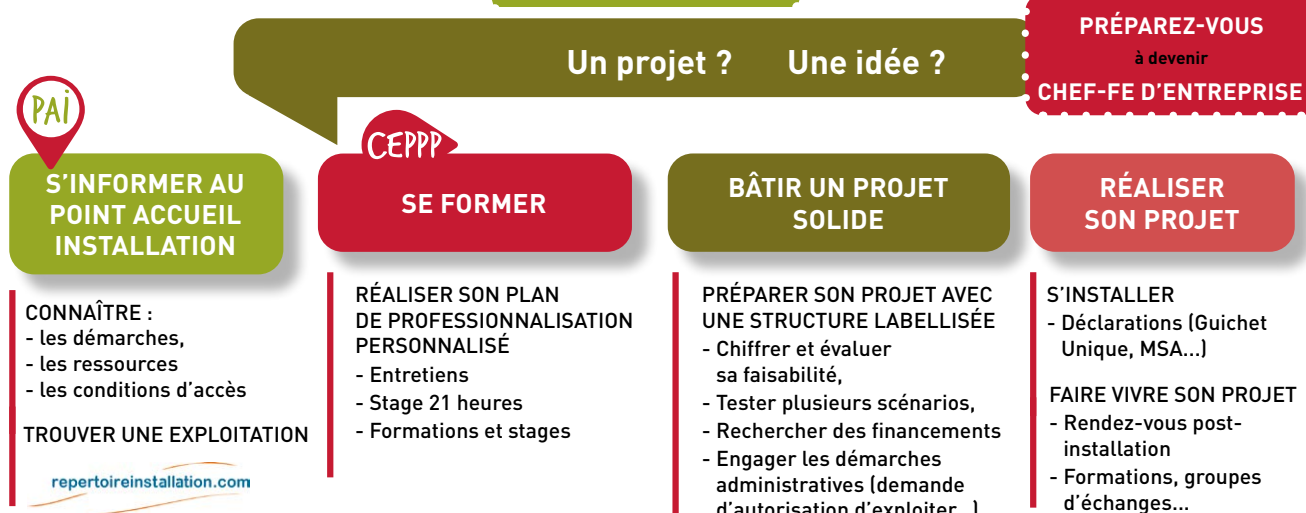 Un projet ? Une idée ?
PRÉPAREZ-VOUS
à devenir
CHEF-FE D'ENTREPRISE
PAi
S'INFORMER AU
POINT ACCUEIL
INSTALLATION
CONNAÎTRE :
- les démarches,
- les ressources
- les conditions d'accès
TROUVER UNE EXPLOITATION
repertoireinstallation.com
CEPPP
SE FORMER
RÉALISER SON PLAN
DE PROFESSIONNALISATION
PERSONNALISÉ
- Entretiens
- Stage 21 heures
- Formations et stages
BÂTIR UN PROJET
SOLIDE
PRÉPARER SON PROJET AVEC
UNE STRUCTURE LABELLISÉE
- Chiffrer et évaluer
sa faisabilité,
- Tester plusieurs scénarios,
- Rechercher des financements
- Engager les démarches
administratives (demande
d'autorisation d'exploiter...)
RÉALISER
SON PROJET
S'INSTALLER
- Déclarations (Guichet
Unique, MSA...)
FAIRE VIVRE SON PROJET
- Rendez-vous post-
installation
- Formations, groupes
d'échanges...